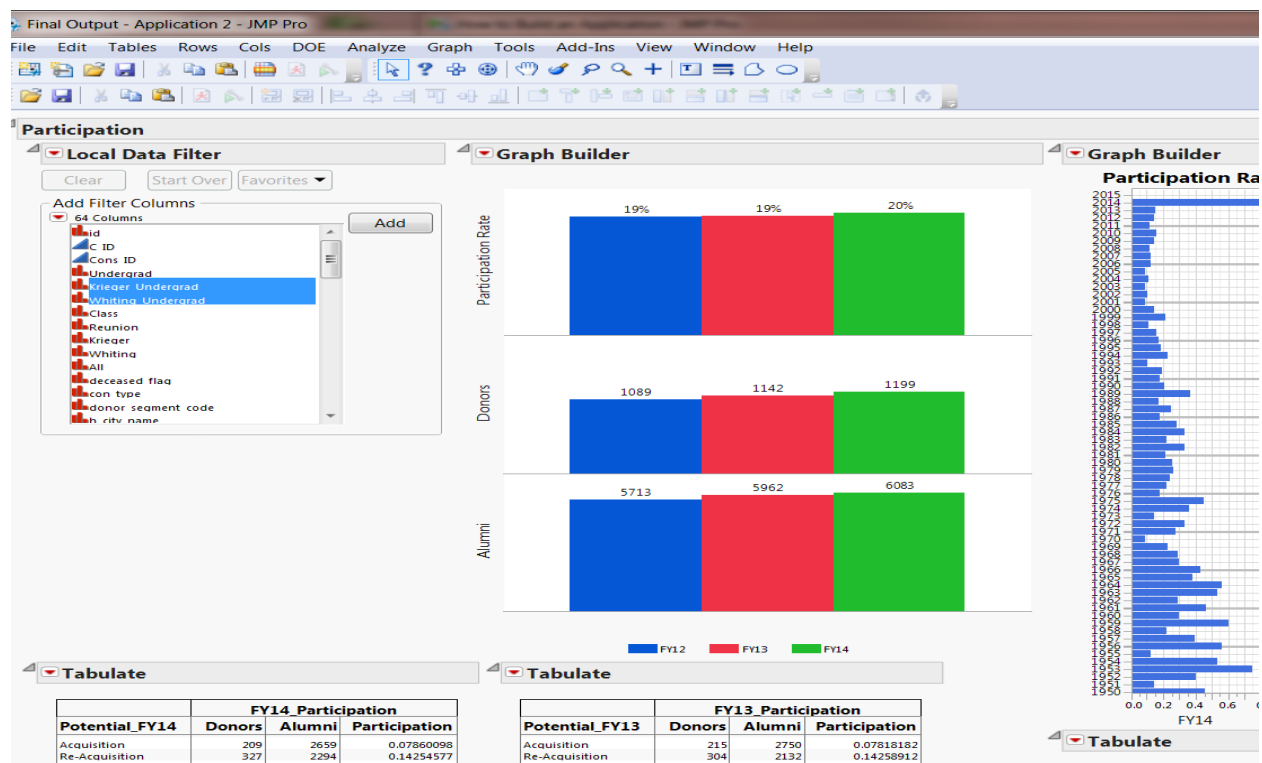 Final Output - Application 2 - JMP Pro
File Edit Tables Rows Cols DOE Analyze Graph Tools Add-Ins View Window Help
Participation
Local Data Filter
Clear Start Over Favorites
Add Filter Columns
64 Columns
Add
id
C ID
Cons ID
Undergrad
Krieger Undergrad
Whiting Undergrad
Class
Reunion
Krieger
Whiting
All
deceased flag
con type
donor segment code
h city name
Graph Builder
Participation Rate
19% 19% 20%
Donors
1089 1142 1199
Alumni
5713 5962 6083
FY12 FY13 FY14
Graph Builder
Participation Ra
2015
2014
2013
2012
2011
2010
2009
2008
2007
2006
2005
2004
2003
2002
2001
2000
1999
1998
1997
1996
1995
1994
1993
1992
1991
1990
1989
1988
1987
1986
1985
1984
1983
1982
1981
1980
1979
1978
1977
1976
1975
1974
1973
1972
1971
1970
1969
1968
1967
1966
1965
1964
1963
1962
1961
1960
1959
1958
1957
1956
1955
1954
1953
1952
1951
1950
0.0 0.2 0.4 0.6
FY14
Tabulate
FY14_Participation
Potential_FY14 Donors Alumni Participation
Acquisition 209 2659 0.07860098
Re-Acquisition 327 2294 0.14254577
Tabulate
FY13_Participation
Potential_FY13 Donors Alumni Participation
Acquisition 215 2750 0.07818182
Re-Acquisition 304 2132 0.14258912
Tabulate